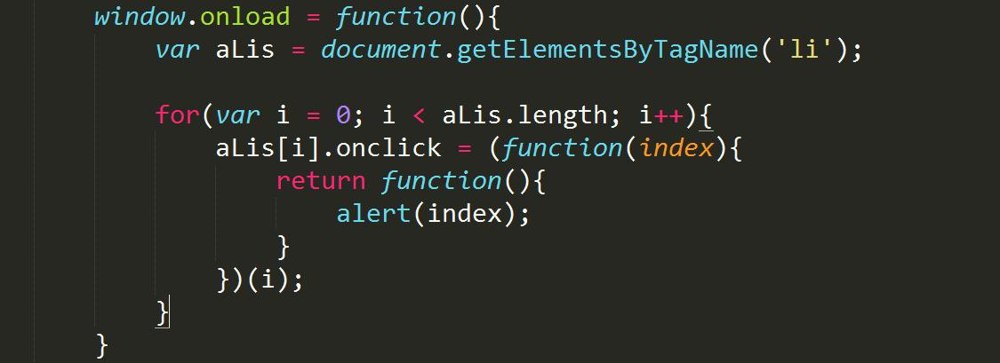 window.onload = function(){
var aLis = document.getElementsByTagName('li');
for(var i = 0; i < aLis.length; i++){
aLis[i].onclick = (function(index){
return function(){
alert(index);
}
})(i);
}
}